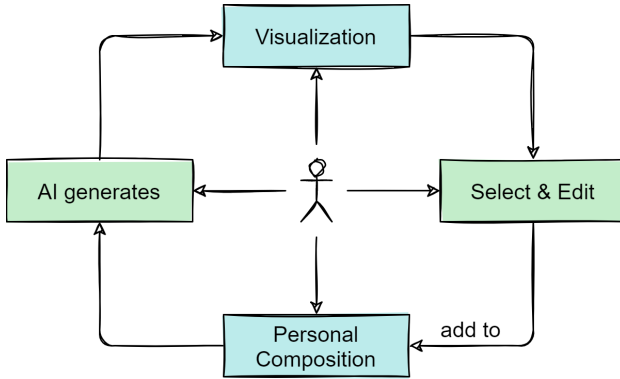 Visualization
AI generates
Select & Edit
add to
Personal
Composition